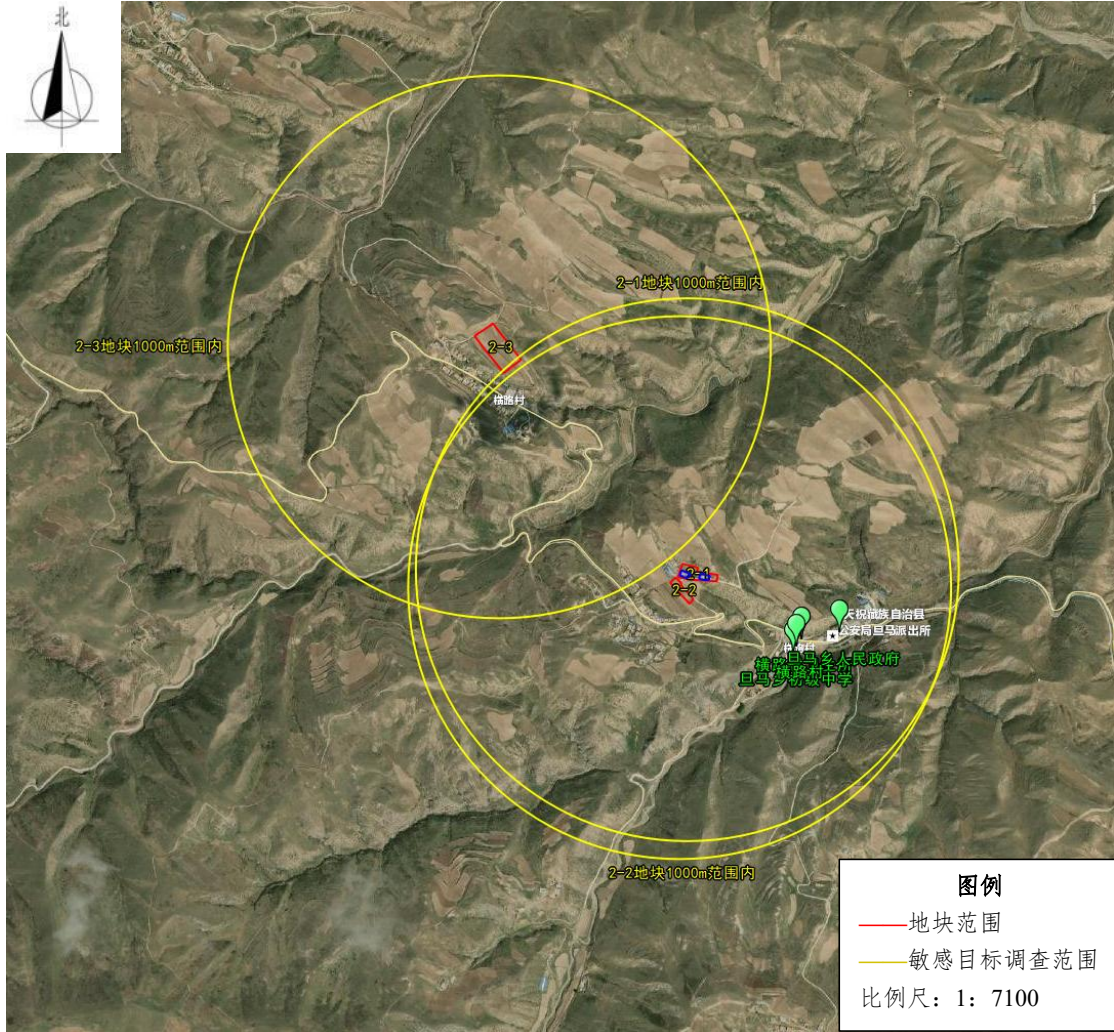 北
2-1地块1000m范围内
2-3地块1000m范围内
2-3
横路村
2-1
2-2
天祝藏族自治县
公安局旦马派出所
旦马乡人民政府
横路村
旦马乡初级中学
2-2地块1000m范围内
图例
地块范围
敏感目标调查范围
比例尺：1：7100